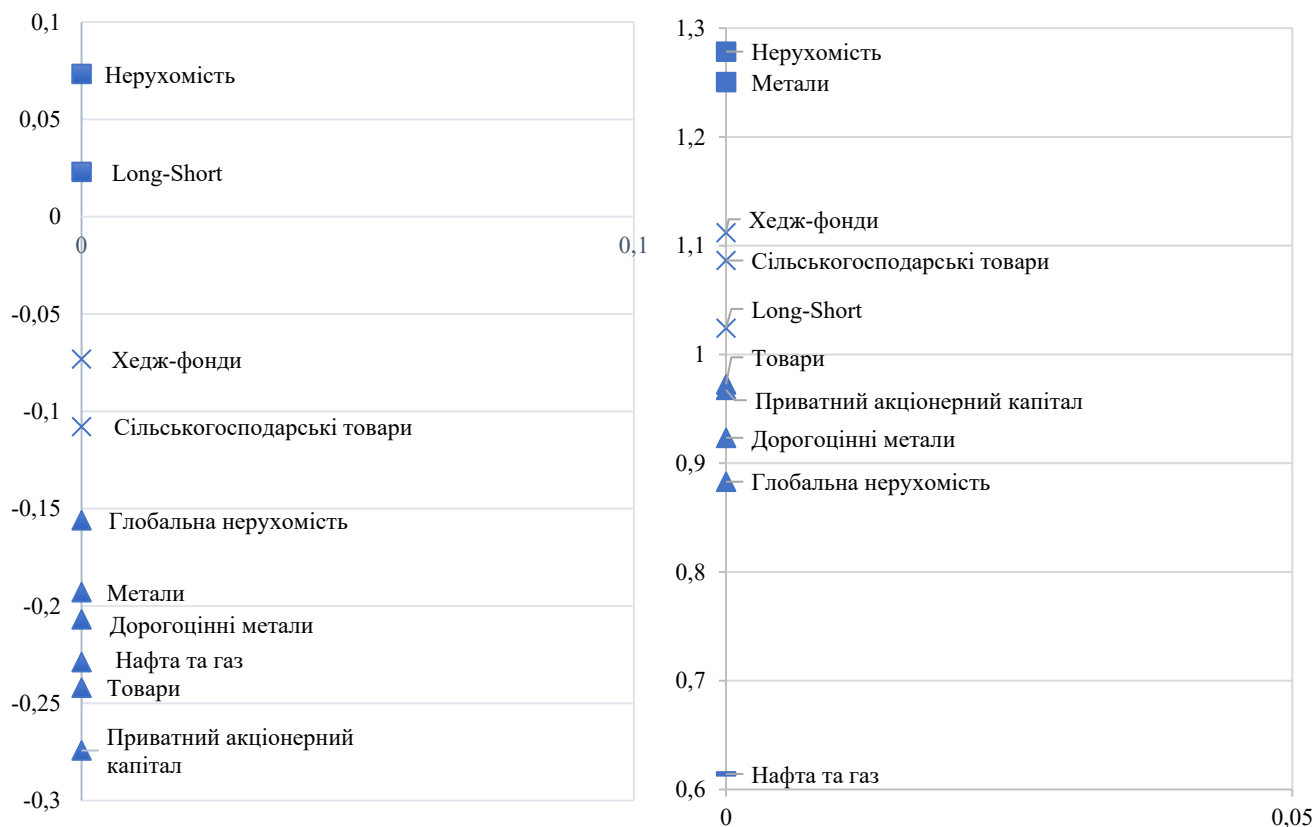 0,1
Нерухомість
0,05
Long-Short
0
0
0,1
-0,05
Хедж-фонди
-0,1
Сільськогосподарські товари
-0,15
Глобальна нерухомість
Метали
-0,2
Дорогоцінні метали
Нафта та газ
Товари
-0,25
Приватний акціонерний
капітал
-0,3
1,3
Нерухомість
Метали
1,2
Хедж-фонди
1,1
Сільськогосподарські товари
Long-Short
1
Товари
Приватний акціонерний капітал
Дорогоцінні метали
0,9
Глобальна нерухомість
0,8
0,7
Нафта та газ
0,6
0
0,05